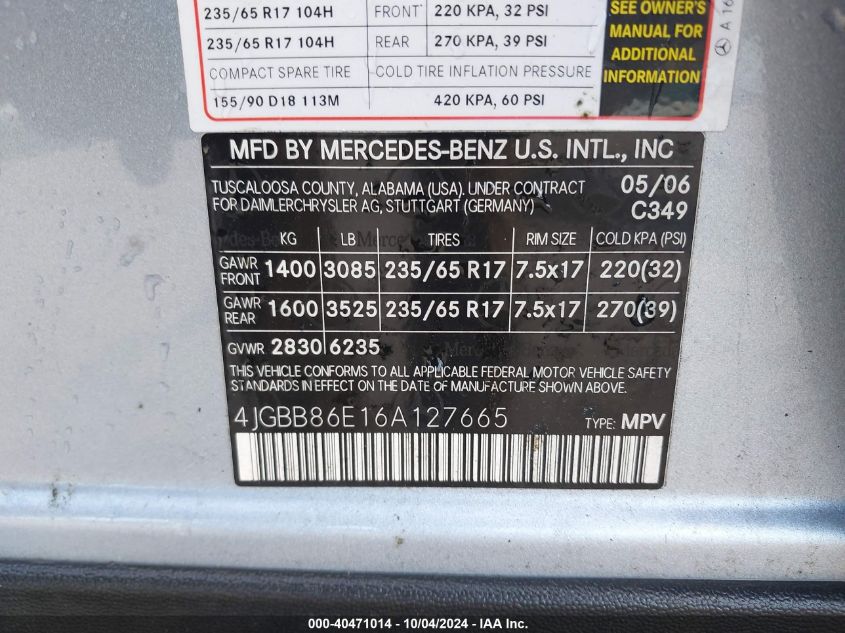 235/65 R17 104H FRONT 220 KPA, 32 PSI
235/65 R17 104H REAR 270 KPA, 39 PSI
COMPACT SPARE TIRE COLD TIRE INFLATION PRESSURE
155/90 D18 113M 420 KPA, 60 PSI
SEE OWNER'S
MANUAL FOR
ADDITIONAL
INFORMATION
A 16
MFD BY MERCEDES-BENZ U.S. INTL., INC
TUSCALOOSA COUNTY, ALABAMA (USA). UNDER CONTRACT 05/06
FOR DAIMLERCHRYSLER AG, STUTTGART (GERMANY) C349
KG LB TIRES RIM SIZE COLD KPA (PSI)
GAWR FRONT 1400 3085 235/65 R17 7.5x17 220(32)
GAWR REAR 1600 3525 235/65 R17 7.5x17 270(39)
GVWR 2830 6235
THIS VEHICLE CONFORMS TO ALL APPLICABLE FEDERAL MOTOR VEHICLE SAFETY
STANDARDS IN EFFECT ON THE DATE OF MANUFACTURE SHOWN ABOVE.
4JGBB86E16A127665 TYPE: MPV
000-40471014 - 10/04/2024 - IAAI.COM